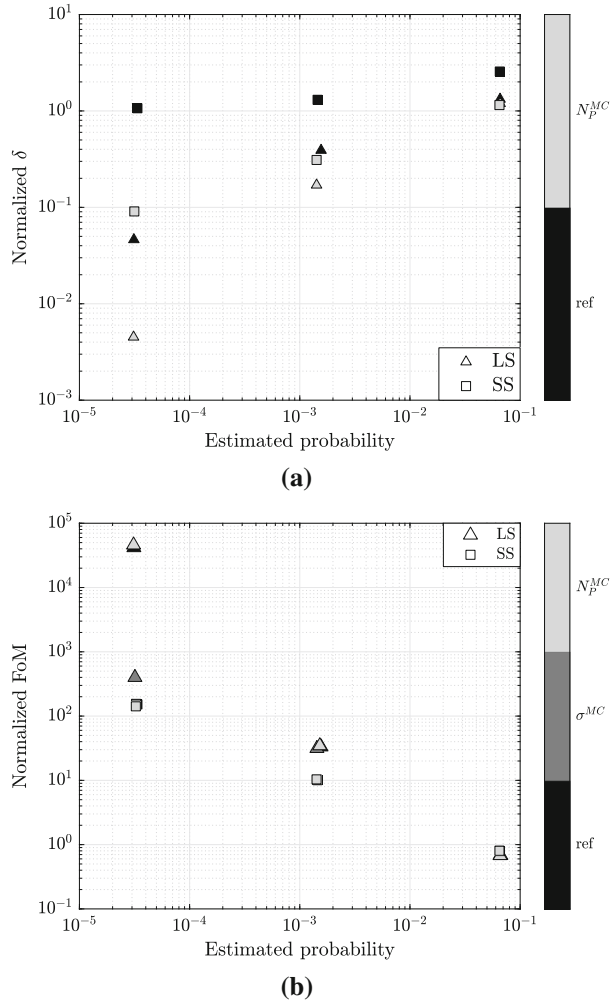 10^1
10^0
10^-1
10^-2
10^-3
Normalized δ
10^-5 10^-4 10^-3 10^-2 10^-1
Estimated probability
LS
SS
N_P^MC
ref
(a)
10^5
10^4
10^3
10^2
10^1
10^0
10^-1
Normalized FoM
10^-5 10^-4 10^-3 10^-2 10^-1
Estimated probability
LS
SS
N_P^MC
σ^MC
ref
(b)